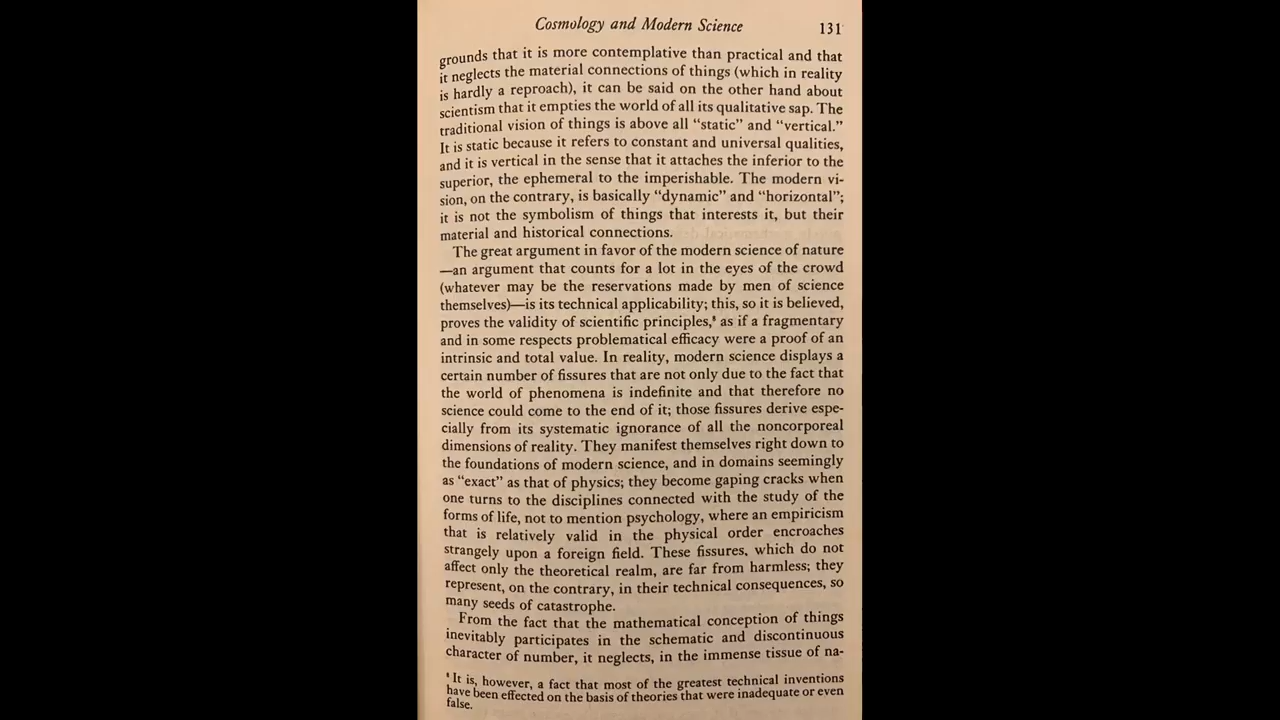 Cosmology and Modern Science 131
grounds that it is more contemplative than practical and that
it neglects the material connections of things (which in reality
is hardly a reproach), it can be said on the other hand about
scientism that it empties the world of all its qualitative sap. The
traditional vision of things is above all “static” and “vertical.”
It is static because it refers to constant and universal qualities,
and it is vertical in the sense that it attaches the inferior to the
superior, the ephemeral to the imperishable. The modern vi-
sion, on the contrary, is basically “dynamic” and “horizontal”;
it is not the symbolism of things that interests it, but their
material and historical connections.
The great argument in favor of the modern science of nature
—an argument that counts for a lot in the eyes of the crowd
(whatever may be the reservations made by men of science
themselves)—is its technical applicability; this, so it is believed,
proves the validity of scientific principles,⁸ as if a fragmentary
and in some respects problematical efficacy were a proof of an
intrinsic and total value. In reality, modern science displays a
certain number of fissures that are not only due to the fact that
the world of phenomena is indefinite and that therefore no
science could come to the end of it; those fissures derive espe-
cially from its systematic ignorance of all the noncorporeal
dimensions of reality. They manifest themselves right down to
the foundations of modern science, and in domains seemingly
as “exact” as that of physics; they become gaping cracks when
one turns to the disciplines connected with the study of the
forms of life, not to mention psychology, where an empiricism
that is relatively valid in the physical order encroaches
strangely upon a foreign field. These fissures, which do not
affect only the theoretical realm, are far from harmless; they
represent, on the contrary, in their technical consequences, so
many seeds of catastrophe.
From the fact that the mathematical conception of things
inevitably participates in the schematic and discontinuous
character of number, it neglects, in the immense tissue of na-
⁸ It is, however, a fact that most of the greatest technical inventions
have been effected on the basis of theories that were inadequate or even
false.